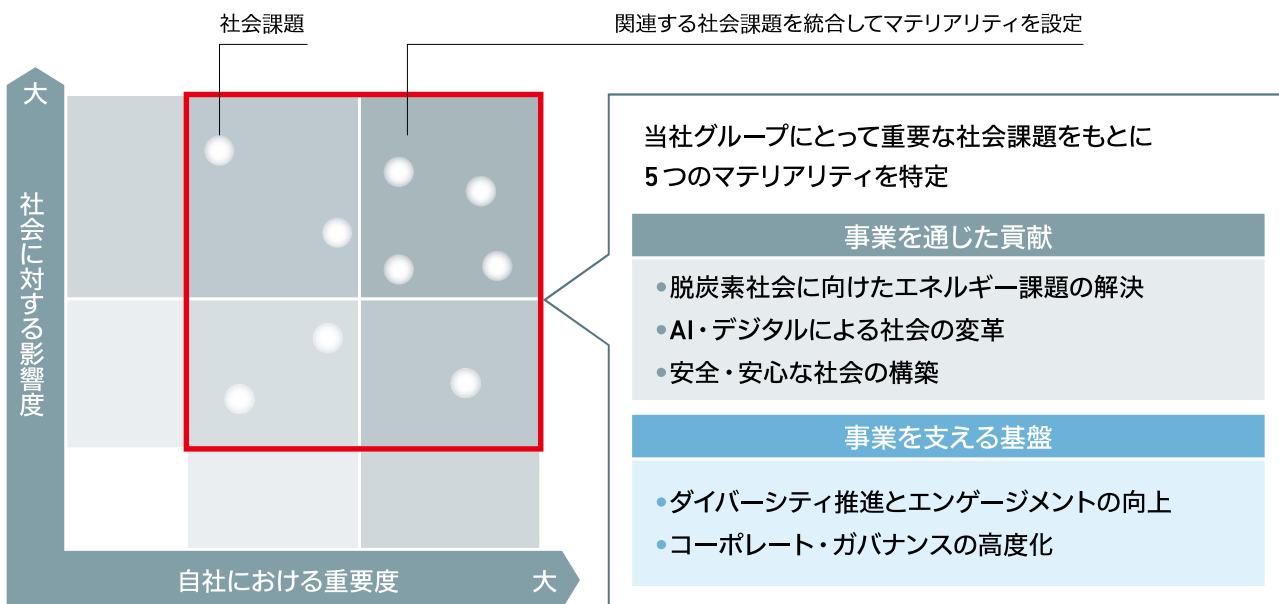 社会課題
関連する社会課題を統合してマテリアリティを設定
大
社会に対する影響度
自社における重要度
大
当社グループにとって重要な社会課題をもとに
5つのマテリアリティを特定
事業を通じた貢献
•脱炭素社会に向けたエネルギー課題の解決
•AI・デジタルによる社会の変革
•安全・安心な社会の構築
事業を支える基盤
•ダイバーシティ推進とエンゲージメントの向上
•コーポレート・ガバナンスの高度化